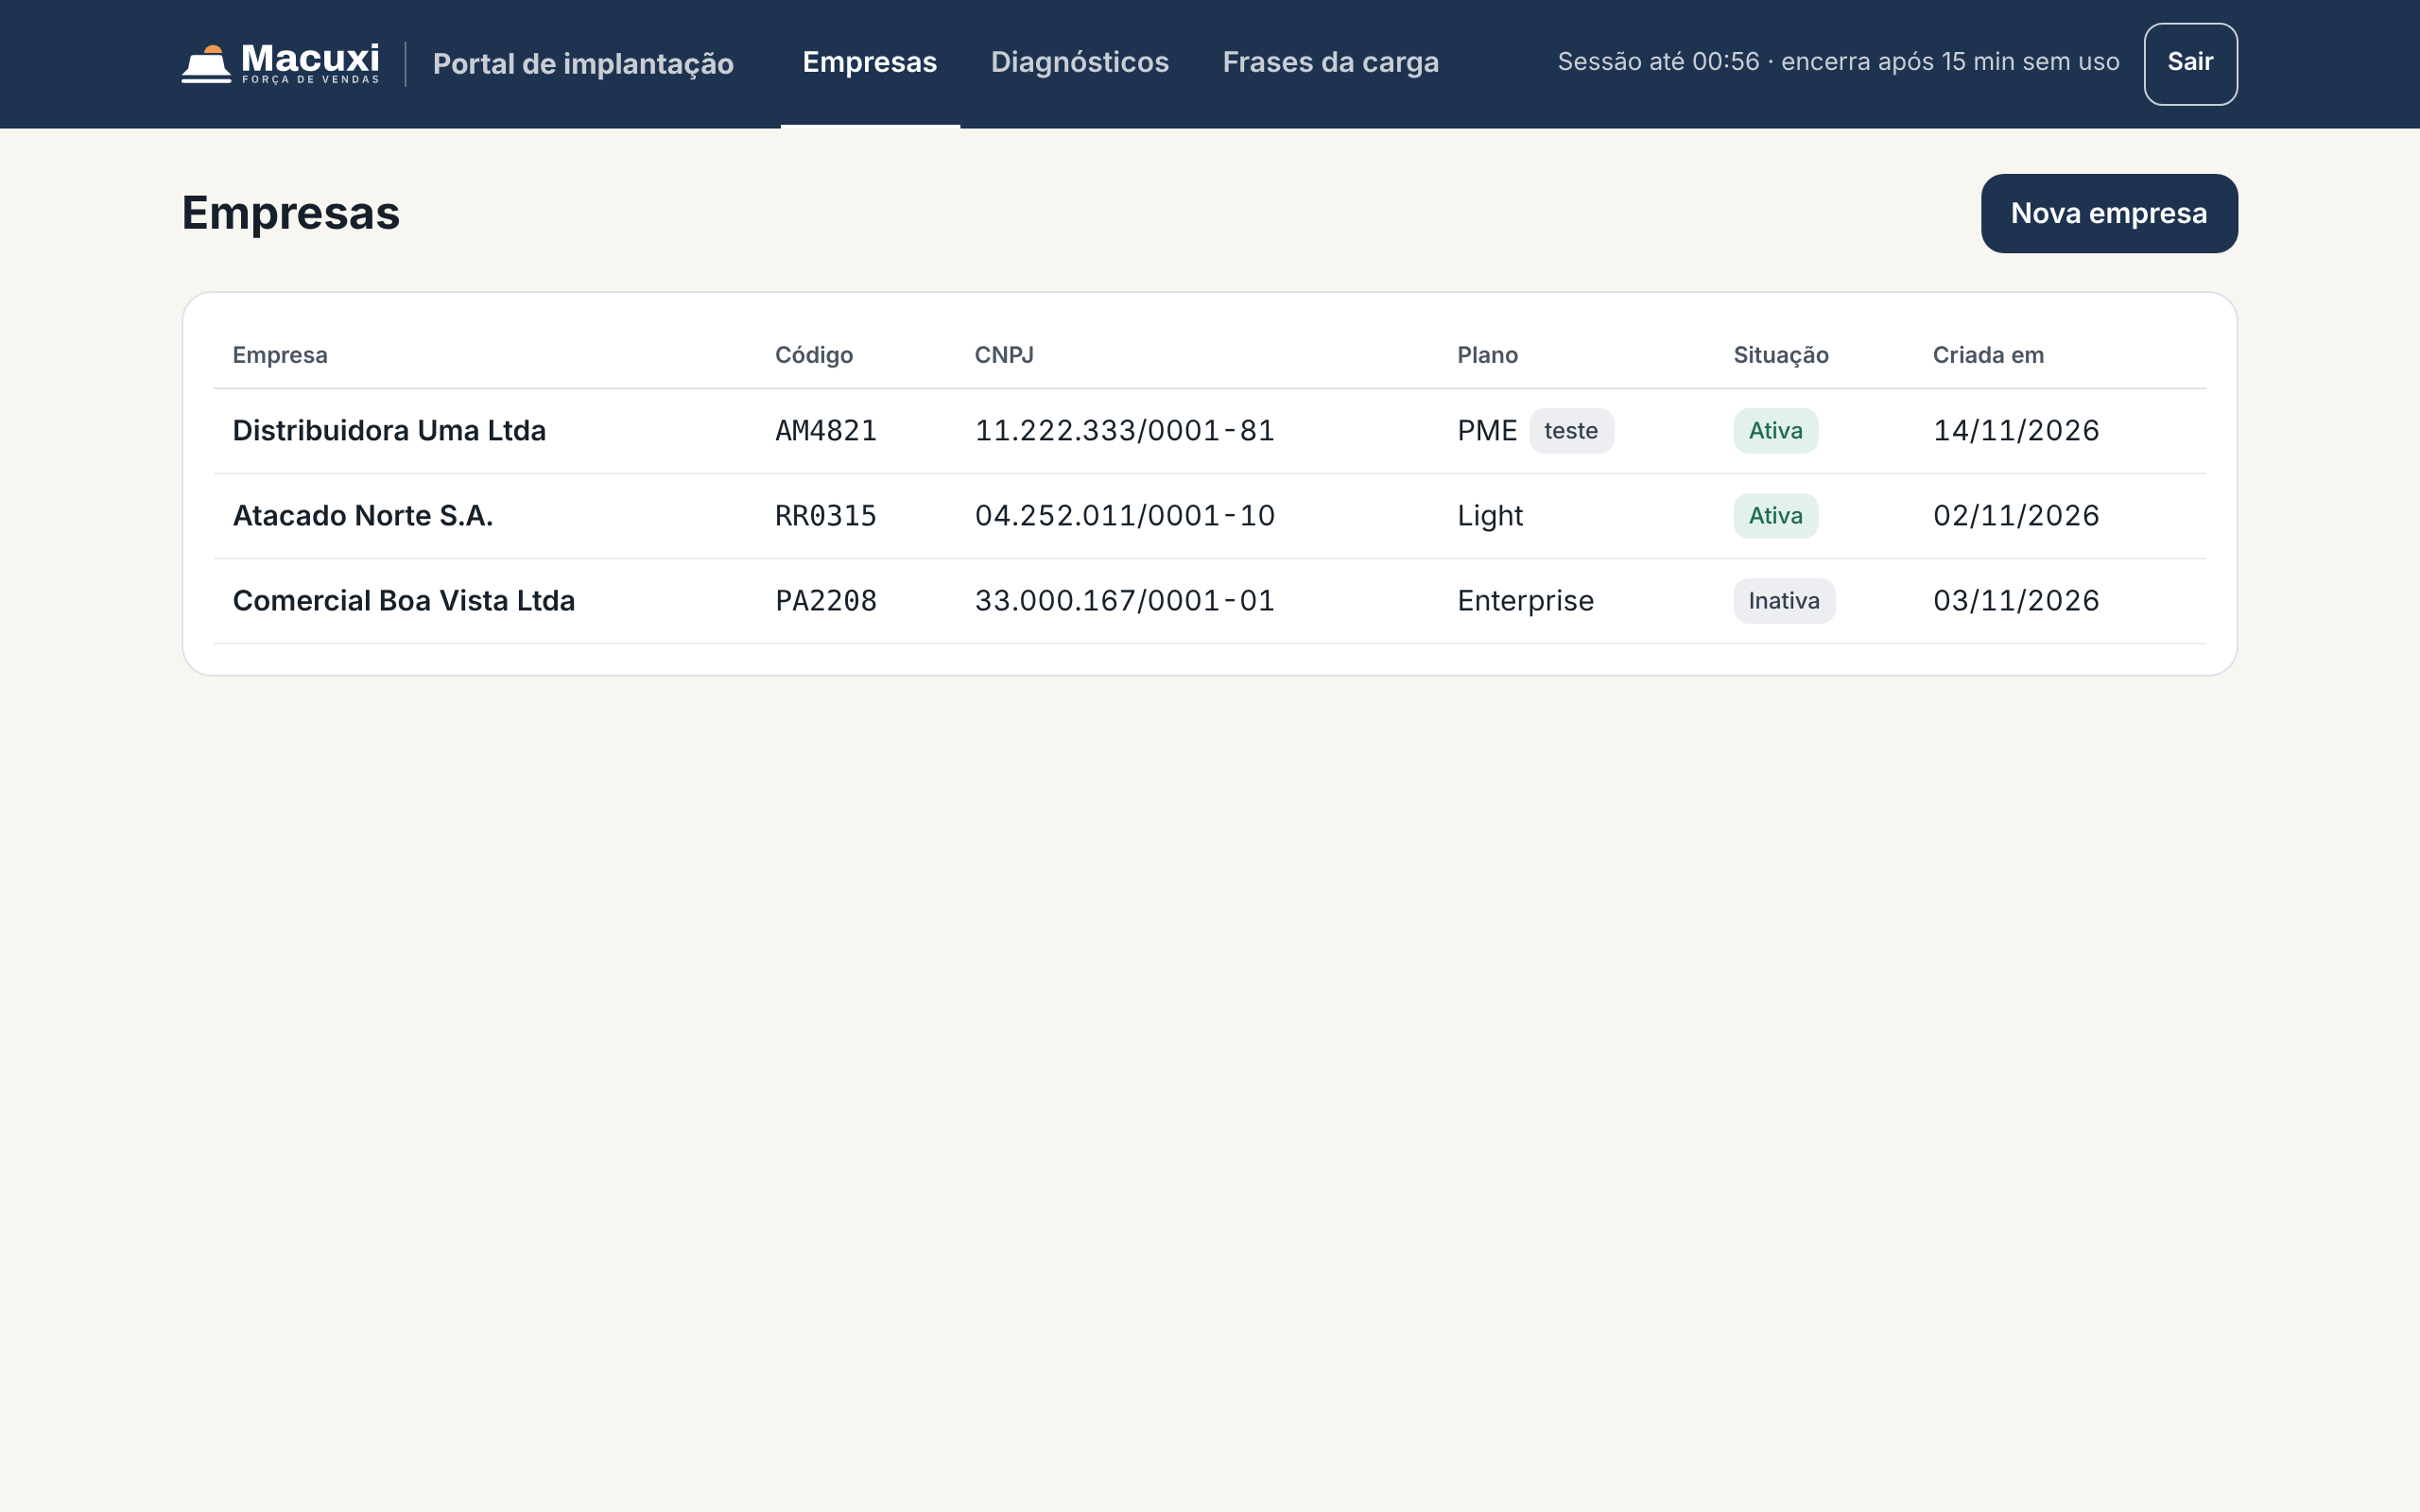 Macuxi
FORÇA DE VENDAS
Portal de implantação
Empresas Diagnósticos Frases da carga
Sessão até 00:56 · encerra após 15 min sem uso
Sair
Empresas
Nova empresa
Empresa Código CNPJ Plano Situação Criada em
Distribuidora Uma Ltda AM4821 11.222.333/0001-81 PME teste Ativa 14/11/2026
Atacado Norte S.A. RR0315 04.252.011/0001-10 Light Ativa 02/11/2026
Comercial Boa Vista Ltda PA2208 33.000.167/0001-01 Enterprise Inativa 03/11/2026